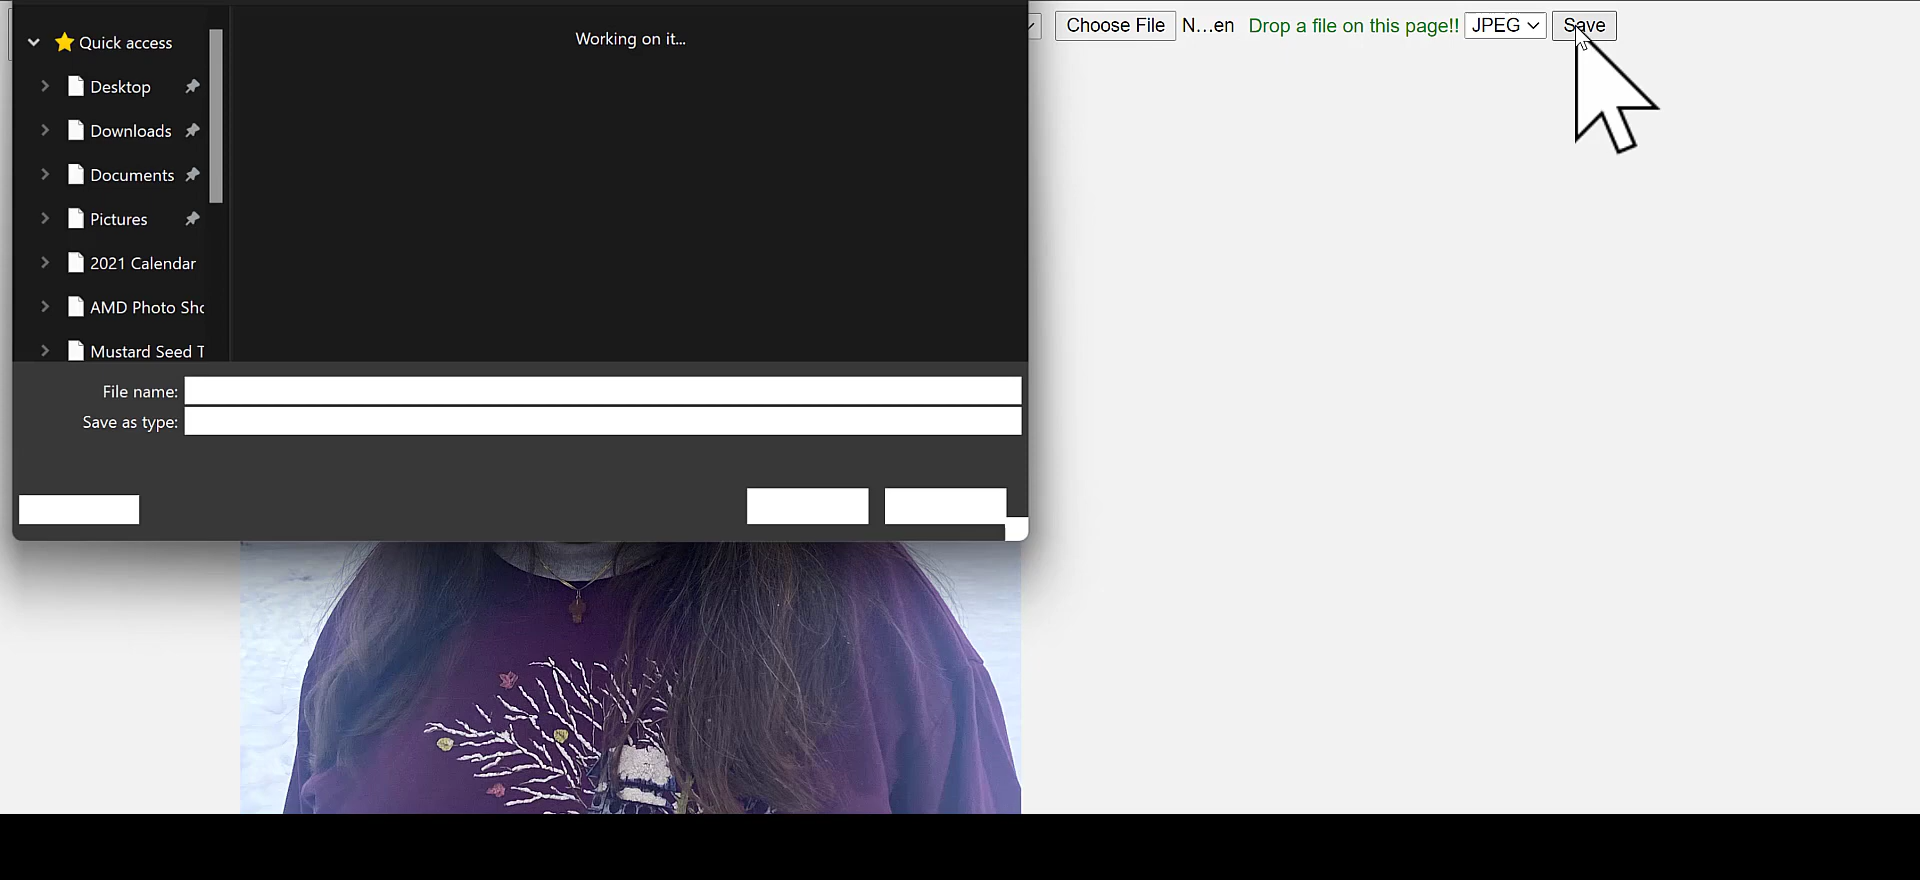 Quick access
Desktop
Downloads
Documents
Pictures
2021 Calendar
AMD Photo Sho
Mustard Seed T
Working on it...
File name:
Save as type:
Choose File N...en Drop a file on this page!! JPEG Save